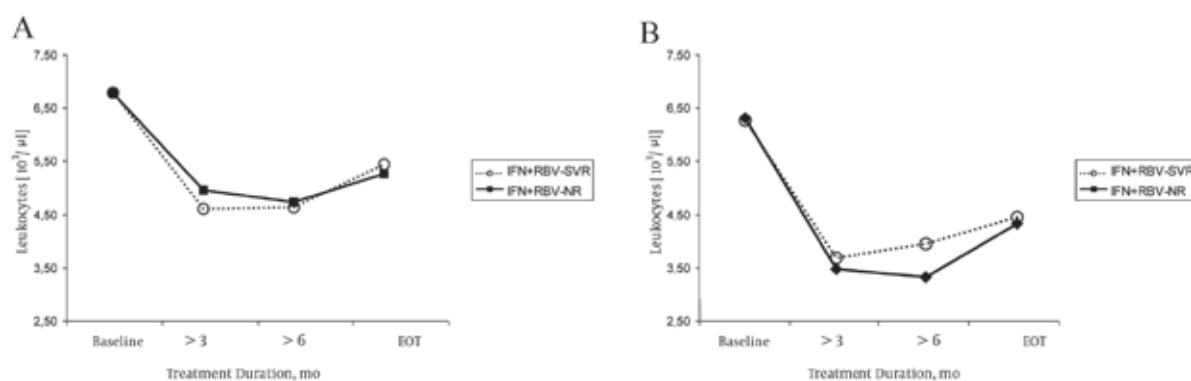 A
7,50
6,50
5,50
4,50
3,50
2,50
Leukocytes [10³/ µl]
Baseline >3 >6 EOT
Treatment Duration, mo
IFN+RBV-SVR
IFN+RBV-NR
B
7,50
6,50
5,50
4,50
3,50
2,50
Leukocytes [10³/ µl]
Baseline >3 >6 EOT
Treatment Duration, mo
IFN+RBV-SVR
IFN+RBV-NR